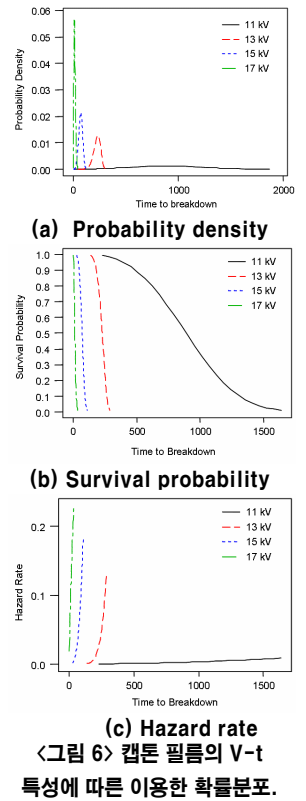 0.06
0.05
0.04
0.03
0.02
0.01
0.00
Probability Density
11 kV
13 kV
15 kV
17 kV
0
1000
2000
Time to breakdown
(a) Probability density
1.0
0.9
0.8
0.7
0.6
0.5
0.4
0.3
0.2
0.1
0.0
Survival Probability
11 kV
13 kV
15 kV
17 kV
0
500
1000
1500
Time to Breakdown
(b) Survival probability
0.2
0.1
0.0
Hazard Rate
11 kV
13 kV
15 kV
17 kV
0
500
1000
1500
Time to Breakdown
(c) Hazard rate
<그림 6> 캡톤 필름의 V-t
특성에 따른 이용한 확률분포.